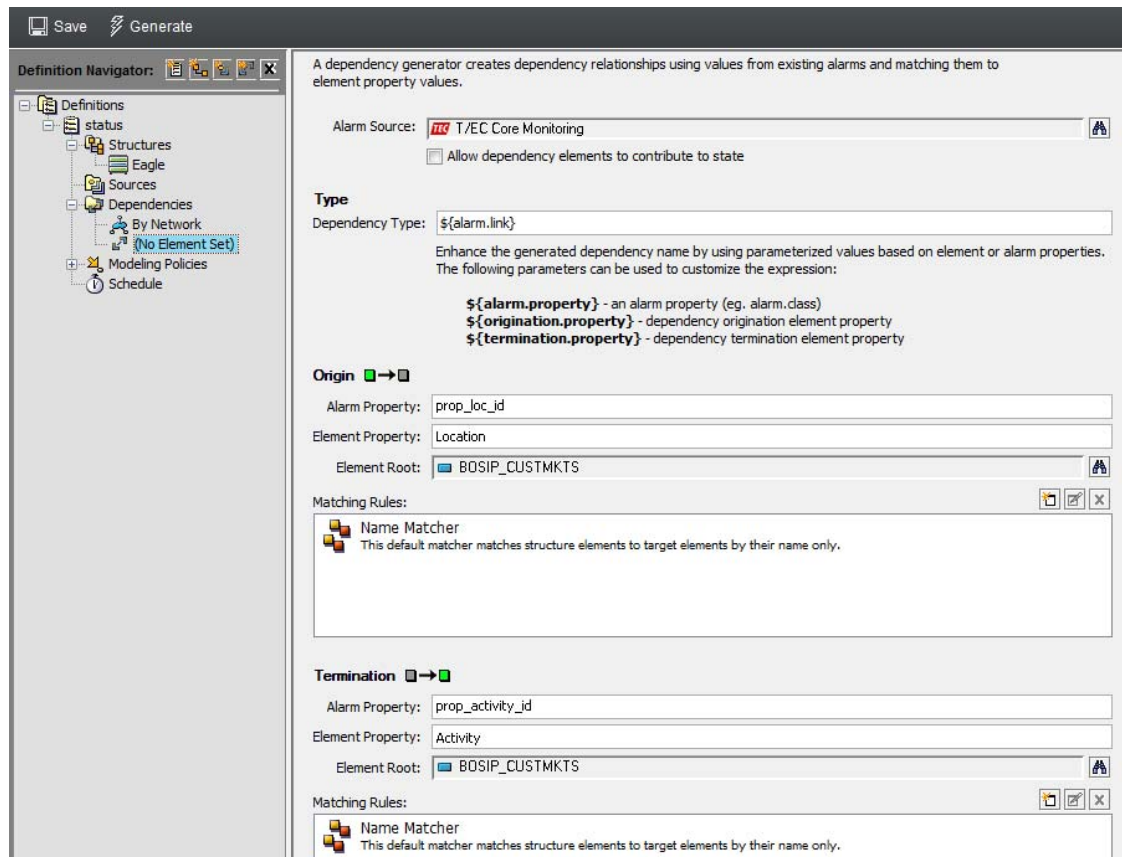 Save Generate
Definition Navigator:
Definitions
status
Structures
Eagle
Sources
Dependencies
By Network
(No Element Set)
Modeling Policies
Schedule
A dependency generator creates dependency relationships using values from existing alarms and matching them to
element property values.
Alarm Source: TEC T/EC Core Monitoring
Allow dependency elements to contribute to state
Type
Dependency Type: ${alarm.link}
Enhance the generated dependency name by using parameterized values based on element or alarm properties.
The following parameters can be used to customize the expression:
${alarm.property} - an alarm property (eg. alarm.class)
${origination.property} - dependency origination element property
${termination.property} - dependency termination element property
Origin
Alarm Property: prop_loc_id
Element Property: Location
Element Root: BOSIP_CUSTMKTS
Matching Rules:
Name Matcher
This default matcher matches structure elements to target elements by their name only.
Termination
Alarm Property: prop_activity_id
Element Property: Activity
Element Root: BOSIP_CUSTMKTS
Matching Rules:
Name Matcher
This default matcher matches structure elements to target elements by their name only.